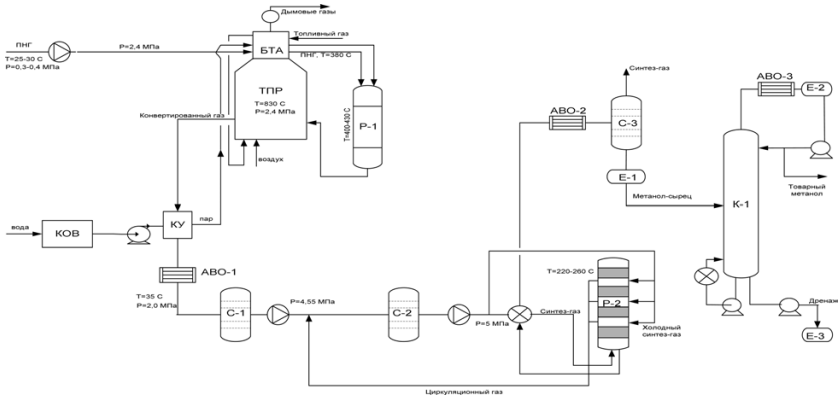 Дымовые газы
Топливный газ
ПНГ
Р=2,4 МПа
БТА
ПНГ, Т=380 С
Т=25-30 С
Р=0,3-0,4 МПа
ТПР
Т=830 С
Р=2,4 МПа
Т=400-430 С
Р-1
Конвертированный газ
воздух
вода
КОВ
КУ
пар
АВО-1
Т=35 С
Р=2,0 МПа
С-1
Р=4,55 МПа
С-2
Р=5 МПа
Синтез-газ
АВО-2
С-3
Синтез-газ
Е-1
Метанол-сырец
Т=220-260 С
Р-2
Холодный
синтез-газ
Циркуляционный газ
АВО-3
Е-2
К-1
Товарный
метанол
Дренаж
Е-3